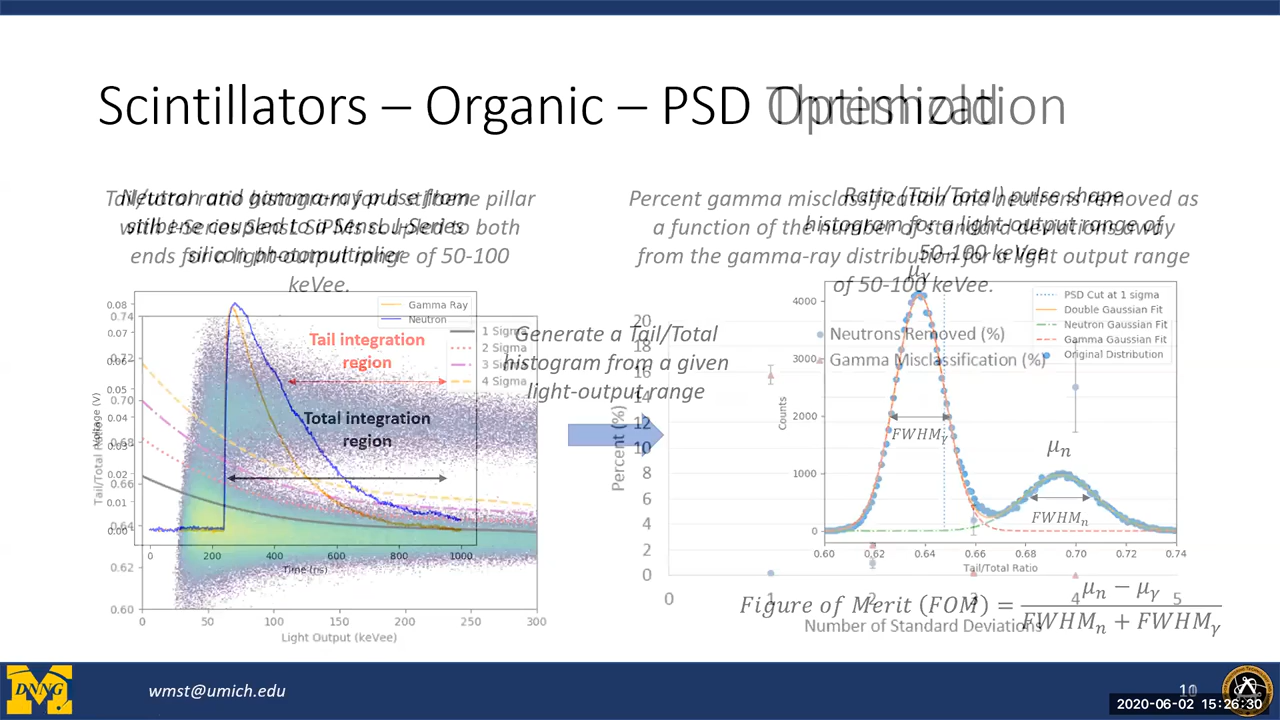 Scintillators – Organic – PSD Optimization
Threshold
Neutron and gamma-ray pulse from
stilbene coupled to a SensL J-Series
silicon photomultiplier
Tail/total ratio histogram for a stilbene pillar
with J-Series SensL SiPMs coupled to both
ends for a light-output range of 50-100
keVee.
Ratio (Tail/Total) pulse shape
histogram for a light-output range of
50-100 keVee
Percent gamma misclassification and neutrons removed as
a function of the number of standard deviations away
from the gamma-ray distribution for a light output range
of 50-100 keVee.
Gamma Ray
Neutron
1 Sigma
2 Sigma
3 Sigma
4 Sigma
Tail integration
region
Total integration
region
0.08
0.07
0.05
0.04
0.02
0.01
0.00
0.74
0.72
0.70
0.68
0.66
0.64
0.62
0.60
Voltage (V)
Tail/Total Ratio
0 200 400 600 800 1000
Time (ns)
0 50 100 150 200 250 300
Light Output (keVee)
Generate a Tail/Total
histogram from a given
light-output range
20
18
16
14
12
10
8
6
4
2
0
Percent (%)
Neutrons Removed (%)
Gamma Misclassification (%)
0 1 2 3 4 5
Number of Standard Deviations
PSD Cut at 1 sigma
Double Gaussian Fit
Neutron Gaussian Fit
Gamma Gaussian Fit
Original Distribution
μγ
FWHMγ
μn
FWHMn
4000
3000
2000
1000
0
Counts
0.60 0.62 0.64 0.66 0.68 0.70 0.72 0.74
Tail/Total Ratio
Figure of Merit (FOM) = μn − μγ
FWHMn + FWHMγ
DNNG
wmst@umich.edu
2020-06-02 15:26:30